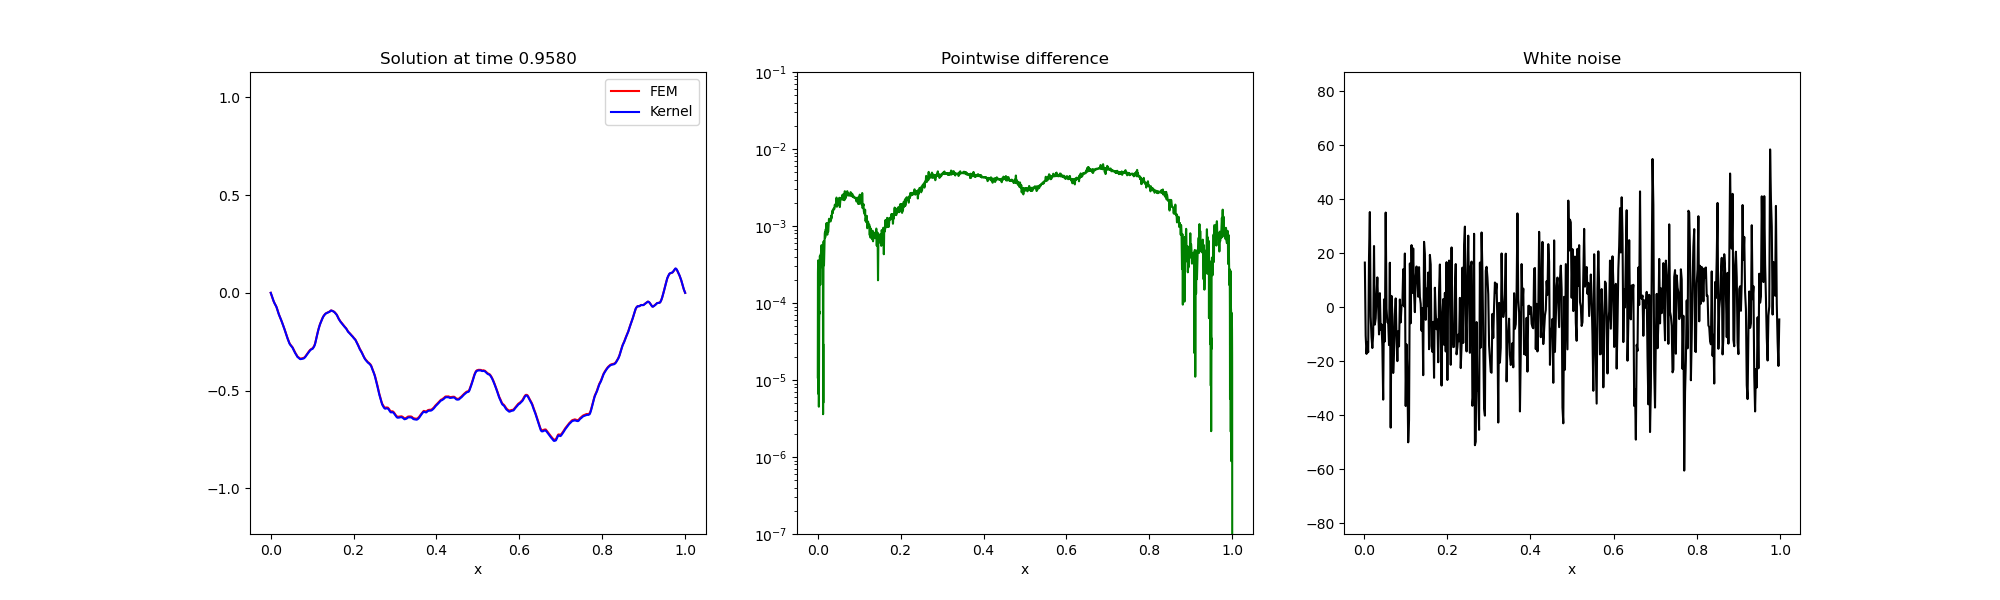 Solution at time 0.9580
1.0
0.5
0.0
−0.5
−1.0
0.0 0.2 0.4 0.6 0.8 1.0
x
FEM
Kernel
Pointwise difference
10⁻¹
10⁻²
10⁻³
10⁻⁴
10⁻⁵
10⁻⁶
10⁻⁷
0.0 0.2 0.4 0.6 0.8 1.0
x
White noise
80
60
40
20
0
−20
−40
−60
−80
0.0 0.2 0.4 0.6 0.8 1.0
x